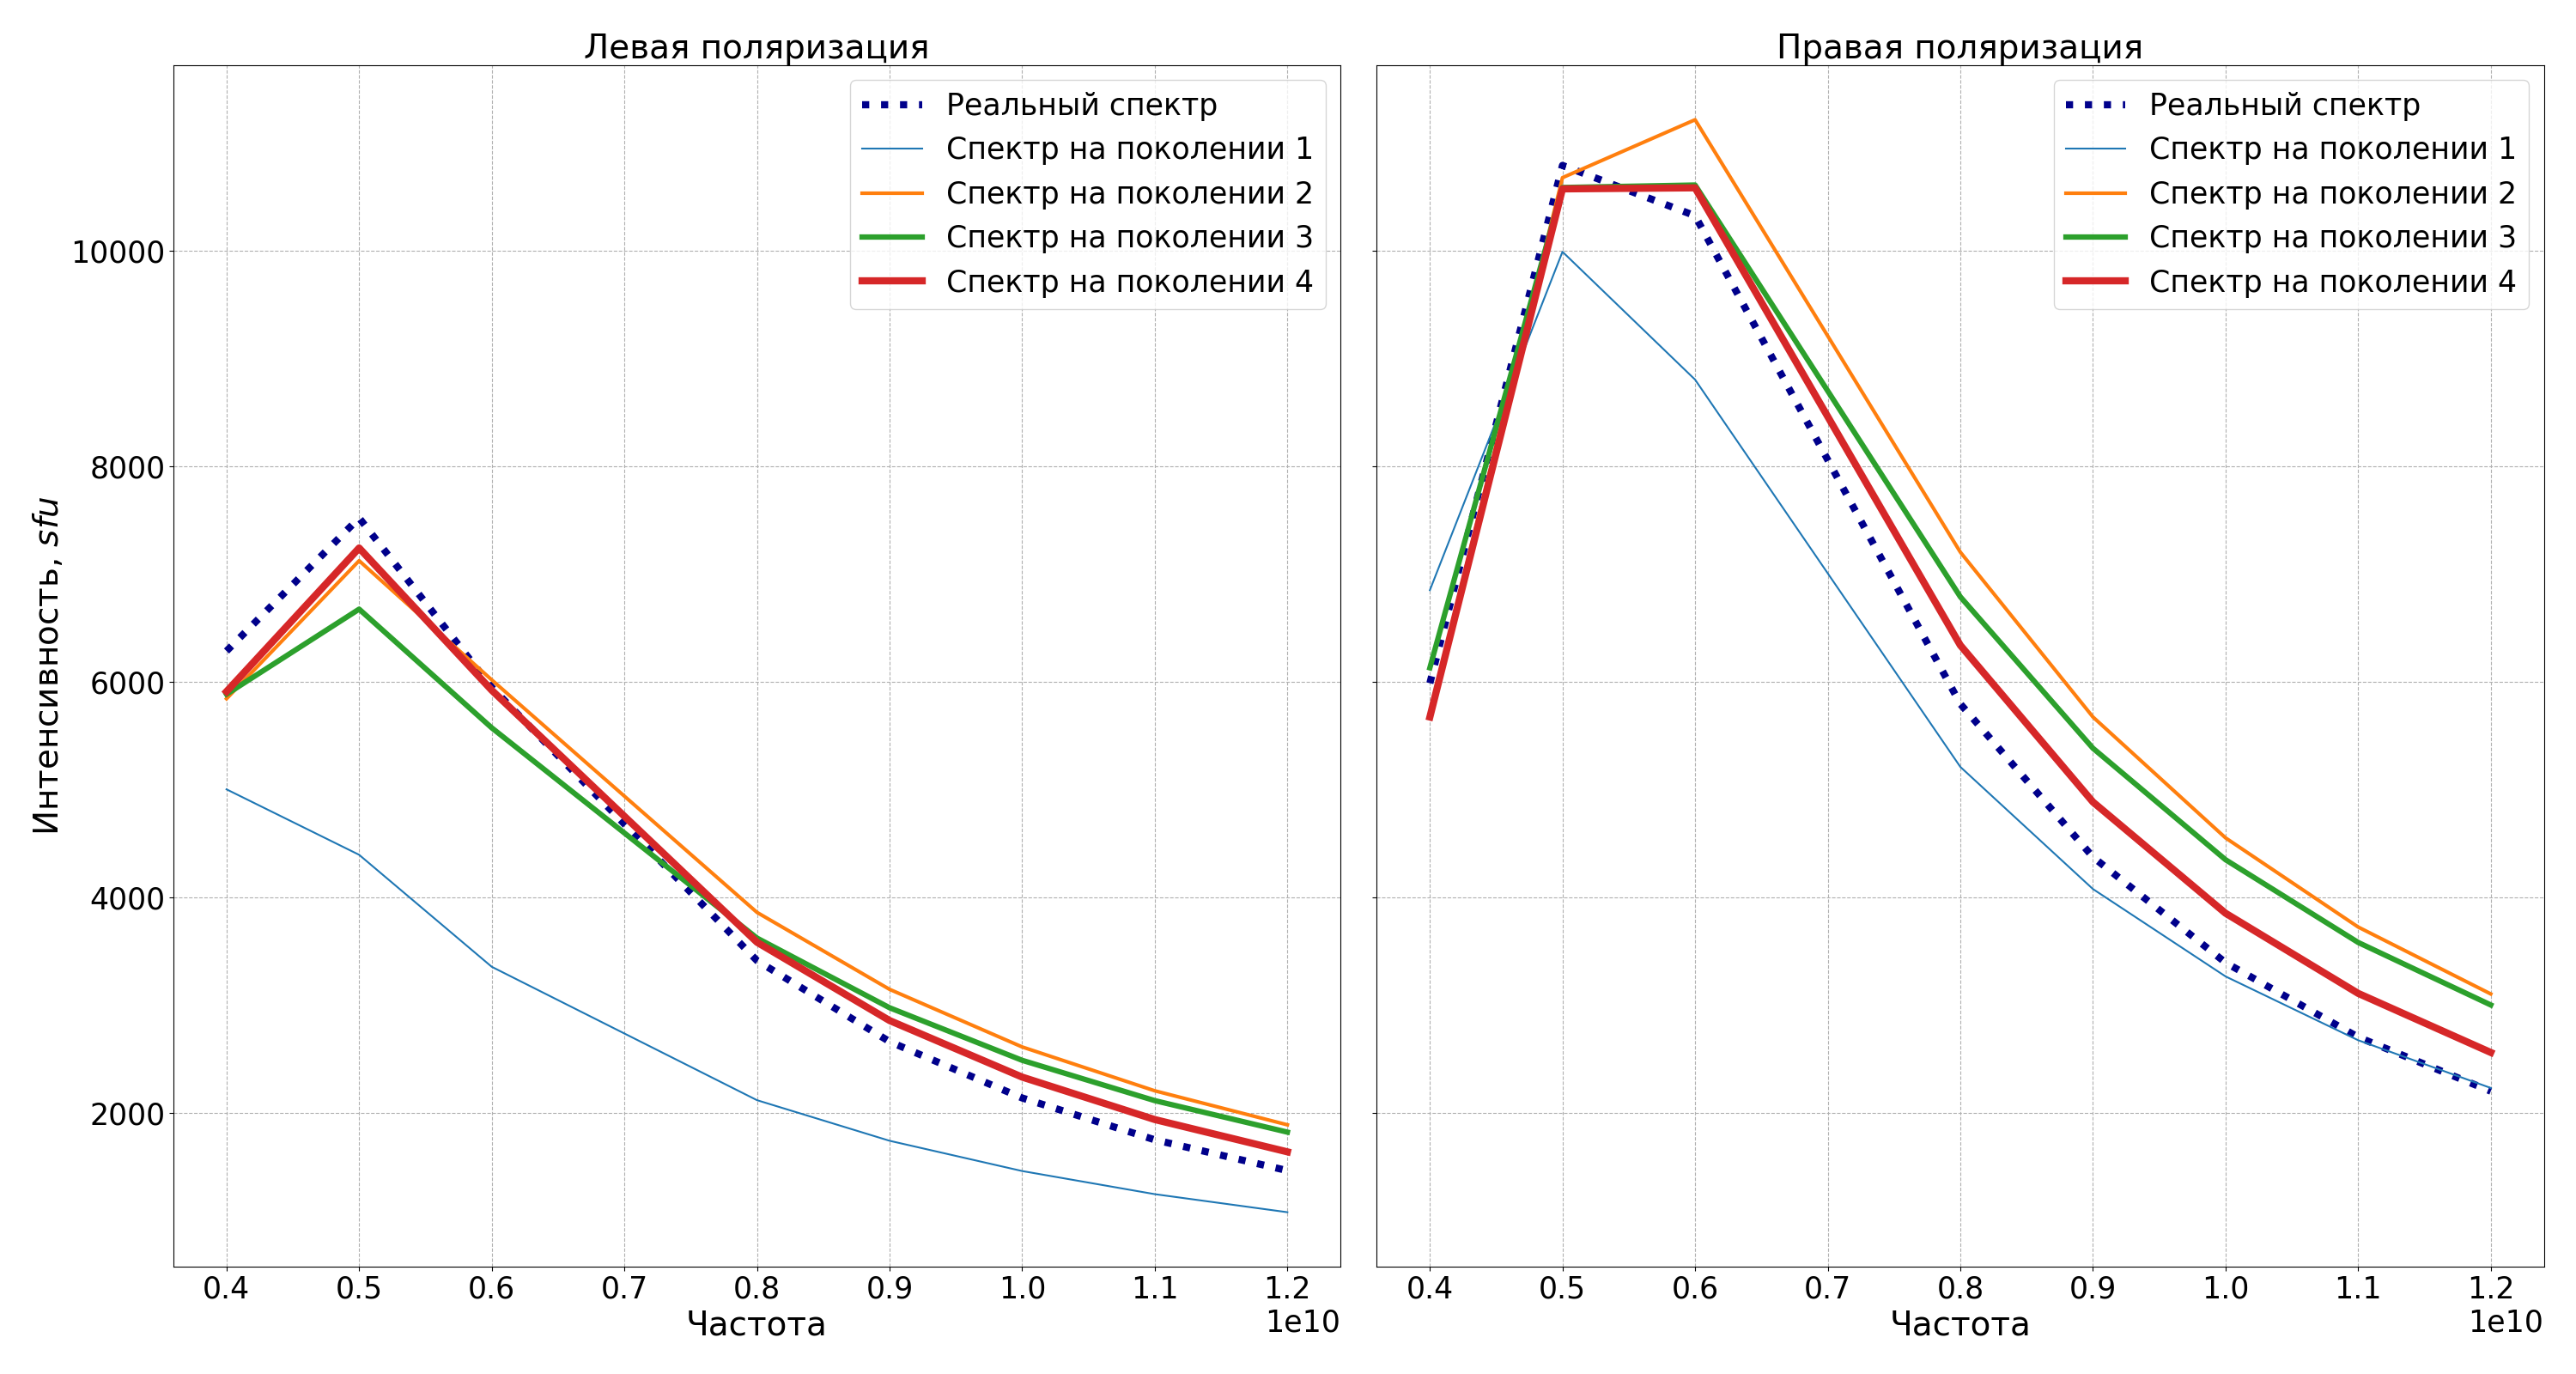 Левая поляризация
Реальный спектр
Спектр на поколении 1
Спектр на поколении 2
Спектр на поколении 3
Спектр на поколении 4
Интенсивность, sfu
10000
8000
6000
4000
2000
0.4 0.5 0.6 0.7 0.8 0.9 1.0 1.1 1.2
Частота
1e10
Правая поляризация
Реальный спектр
Спектр на поколении 1
Спектр на поколении 2
Спектр на поколении 3
Спектр на поколении 4
0.4 0.5 0.6 0.7 0.8 0.9 1.0 1.1 1.2
Частота
1e10